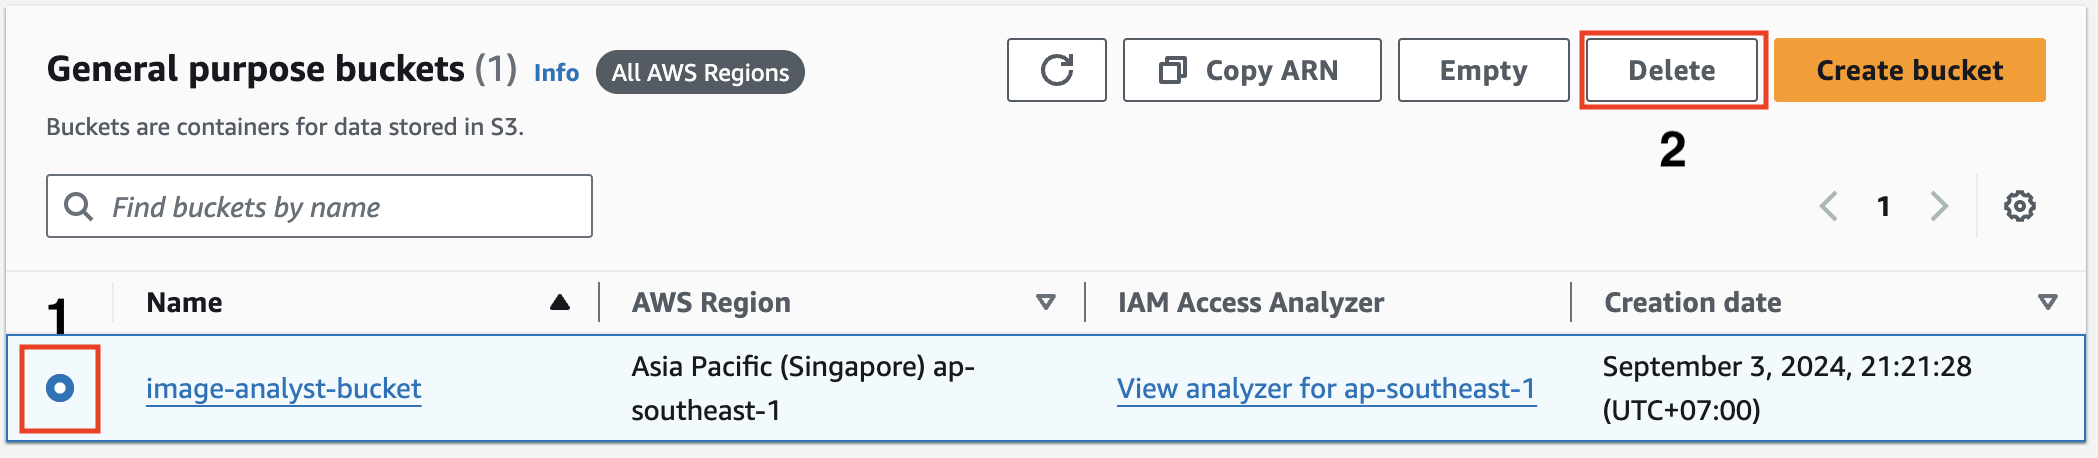 General purpose buckets (1) Info All AWS Regions
Copy ARN Empty Delete Create bucket
Buckets are containers for data stored in S3.
2
Find buckets by name
1
1
Name AWS Region IAM Access Analyzer Creation date
image-analyst-bucket
Asia Pacific (Singapore) ap-
southeast-1
View analyzer for ap-southeast-1
September 3, 2024, 21:21:28
(UTC+07:00)